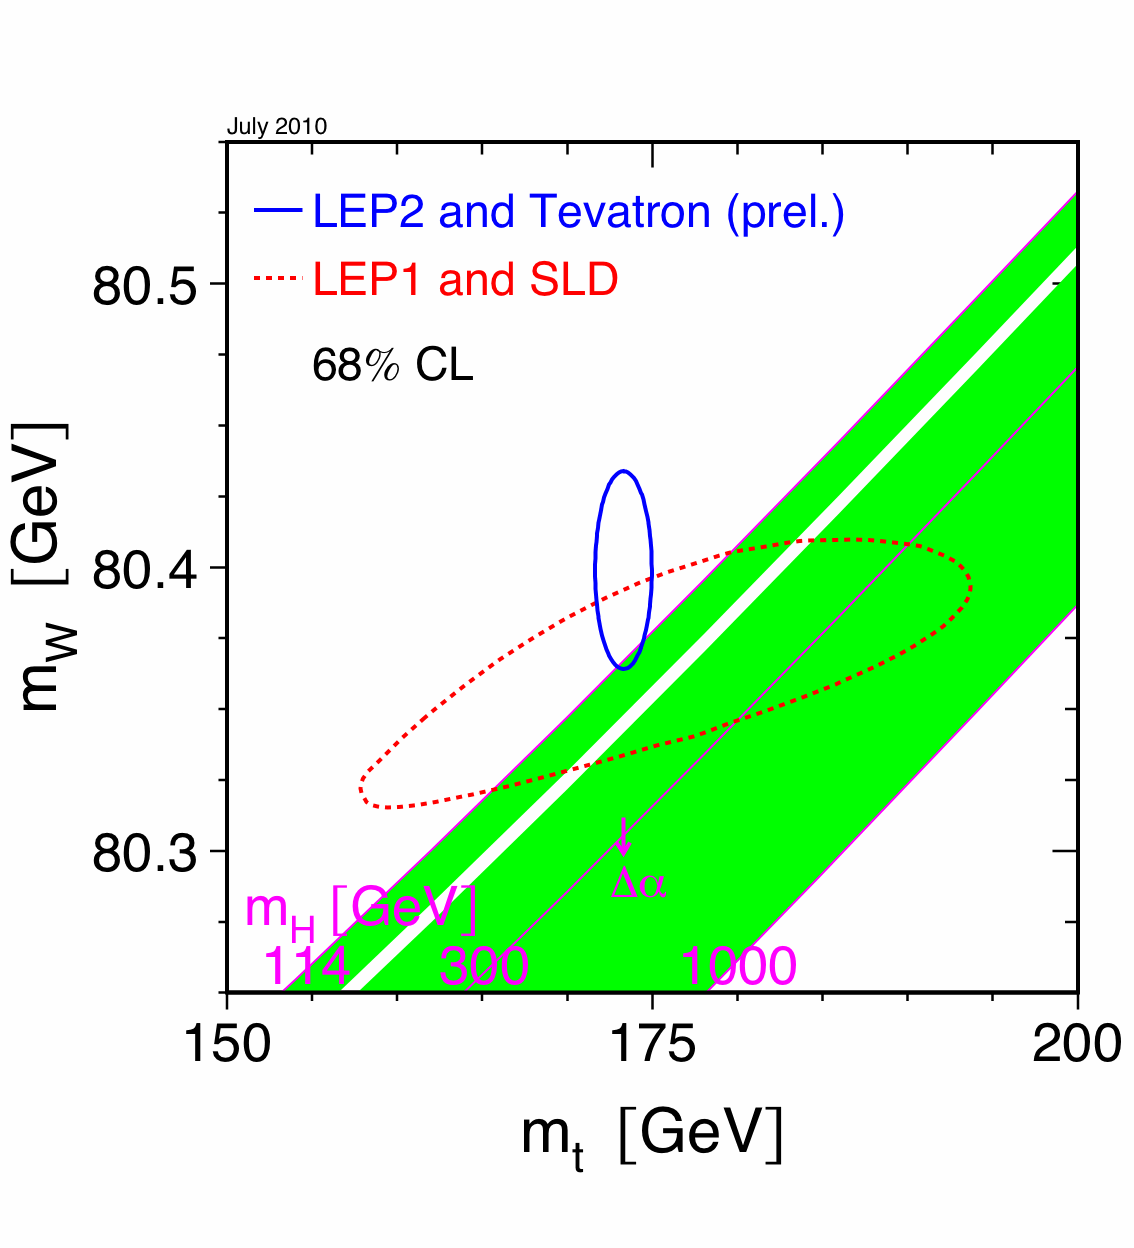 July 2010
LEP2 and Tevatron (prel.)
LEP1 and SLD
68% CL
80.5
80.4
80.3
m_W [GeV]
m_H [GeV]
114 300 1000
Δα
150 175 200
m_t [GeV]